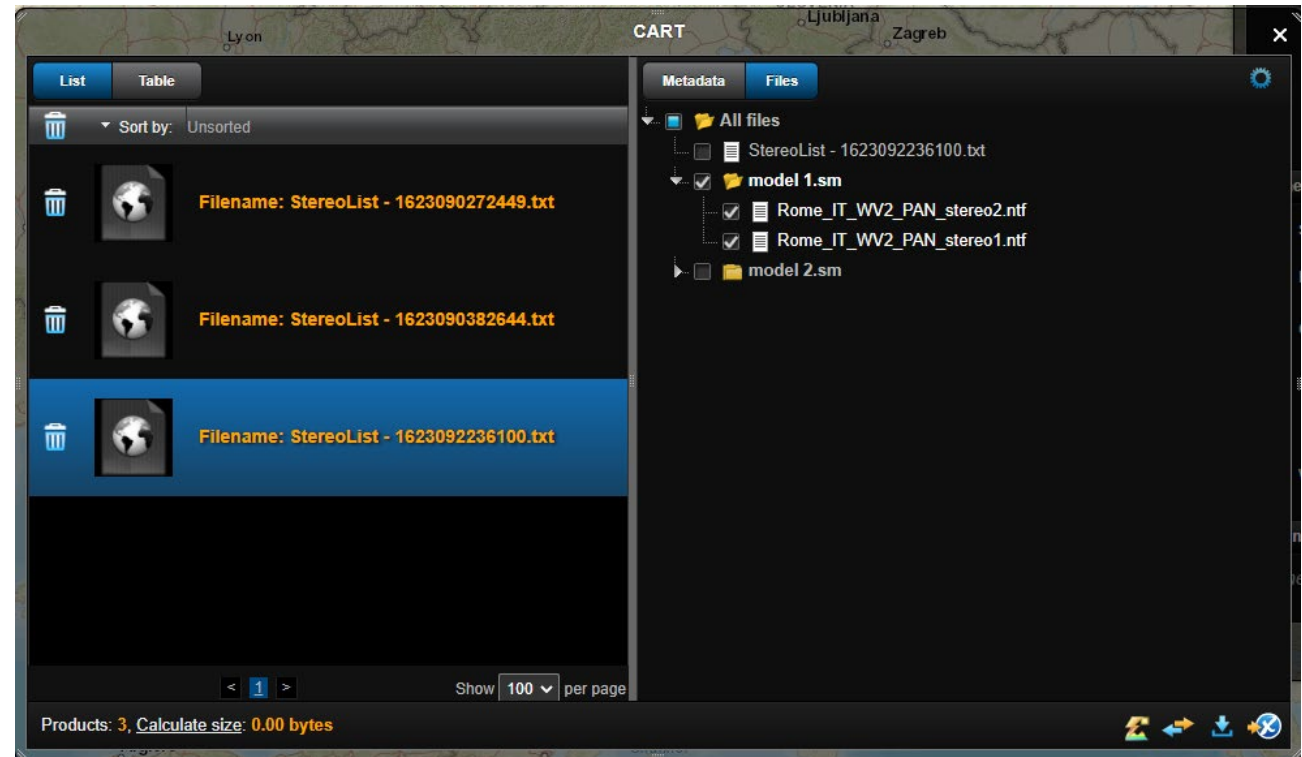 Ljubljana
Lyon
CART
Zagreb
List
Table
Sort by:
Unsorted
Filename: StereoList - 1623090272449.txt
Filename: StereoList - 1623090382644.txt
Filename: StereoList - 1623092236100.txt
< 1 >
Show 100 per page
Metadata
Files
All files
StereoList - 1623092236100.txt
model 1.sm
Rome_IT_WV2_PAN_stereo2.ntf
Rome_IT_WV2_PAN_stereo1.ntf
model 2.sm
Products: 3, Calculate size: 0.00 bytes